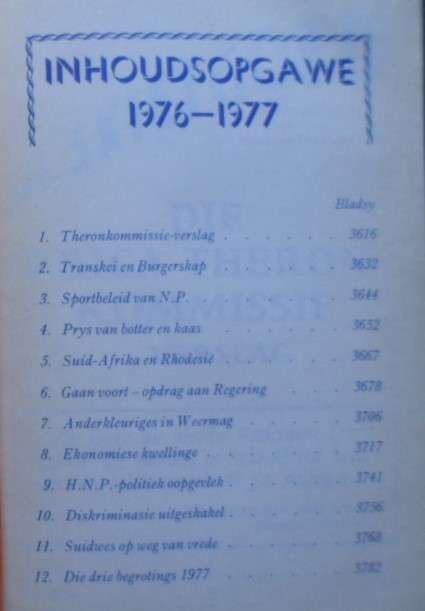 INHOUDSOPGAWE
1976—1977
Bladsy
1. Theronkommissie-verslag . . . . . . 3616
2. Transkei en Burgerskap . . . . . 3632
3. Sportbeleid van N.P. . . . . . . 3644
4. Prys van botter en kaas . . . . . 3652
5. Suid-Afrika en Rhodesië . . . . . 3667
6. Gaan voort – opdrag aan Regering . . . 3678
7. Anderkleuriges in Weermag . . . . . 3706
8. Ekonomiese kwellinge . . . . . . 3717
9. H.N.P.-politiek oopgevlek . . . . . 3741
10. Diskriminasie uitgeskakel . . . . . 3756
11. Suidwes op weg van vrede . . . . . 3768
12. Die drie begrotings 1977 . . . . . 3782